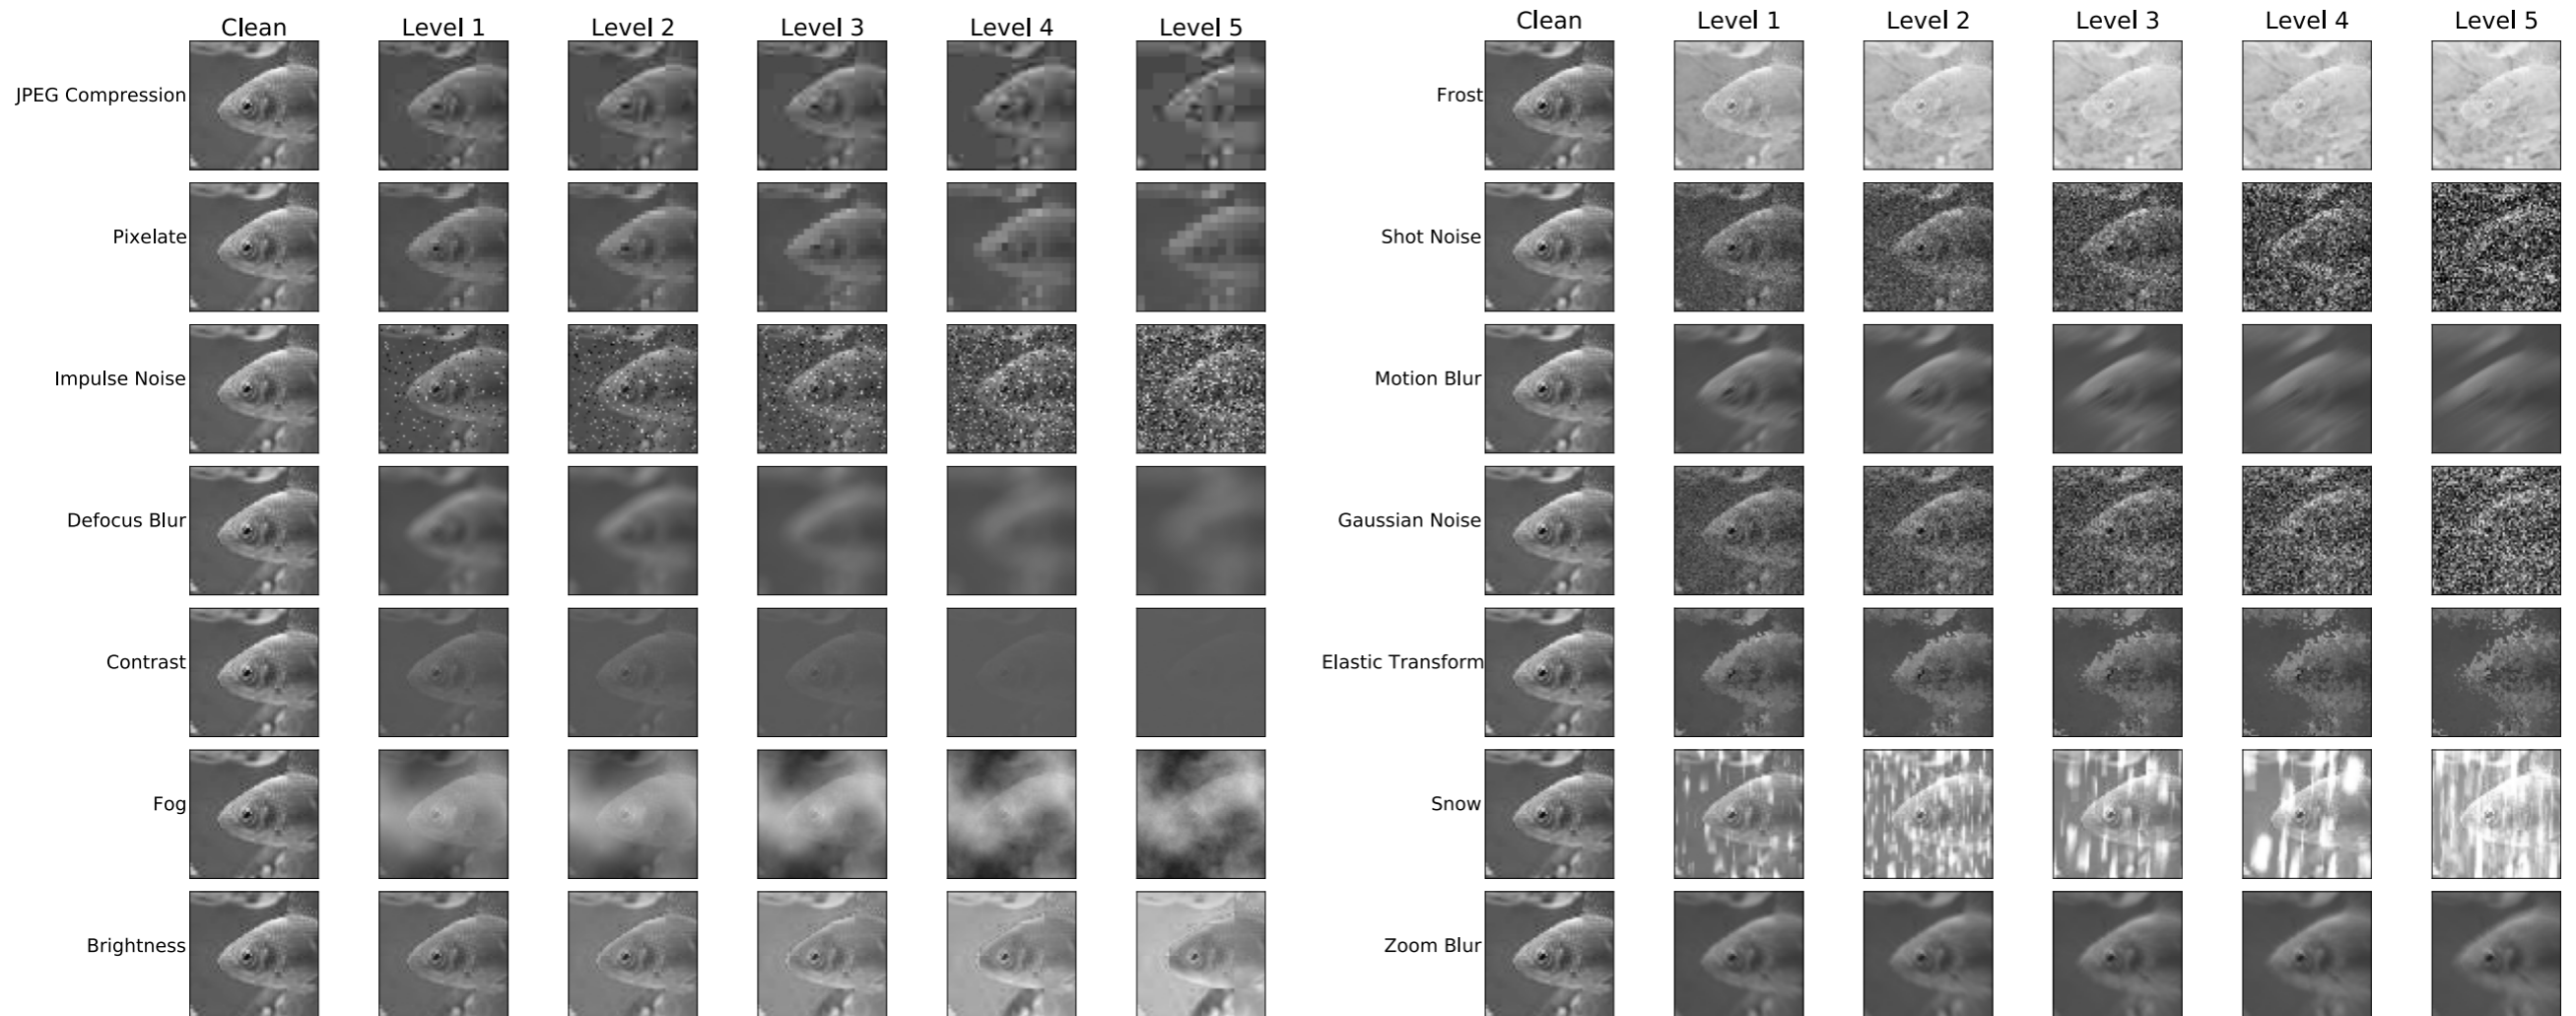 Clean Level 1 Level 2 Level 3 Level 4 Level 5
JPEG Compression
Pixelate
Impulse Noise
Defocus Blur
Contrast
Fog
Brightness
Clean Level 1 Level 2 Level 3 Level 4 Level 5
Frost
Shot Noise
Motion Blur
Gaussian Noise
Elastic Transform
Snow
Zoom Blur